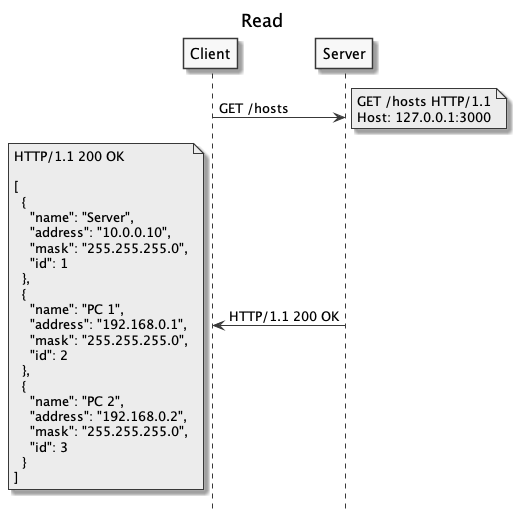 Read
Client
Server
GET /hosts
GET /hosts HTTP/1.1
Host: 127.0.0.1:3000
HTTP/1.1 200 OK
[
  {
    "name": "Server",
    "address": "10.0.0.10",
    "mask": "255.255.255.0",
    "id": 1
  },
  {
    "name": "PC 1",
    "address": "192.168.0.1",
    "mask": "255.255.255.0",
    "id": 2
  },
  {
    "name": "PC 2",
    "address": "192.168.0.2",
    "mask": "255.255.255.0",
    "id": 3
  }
]
HTTP/1.1 200 OK